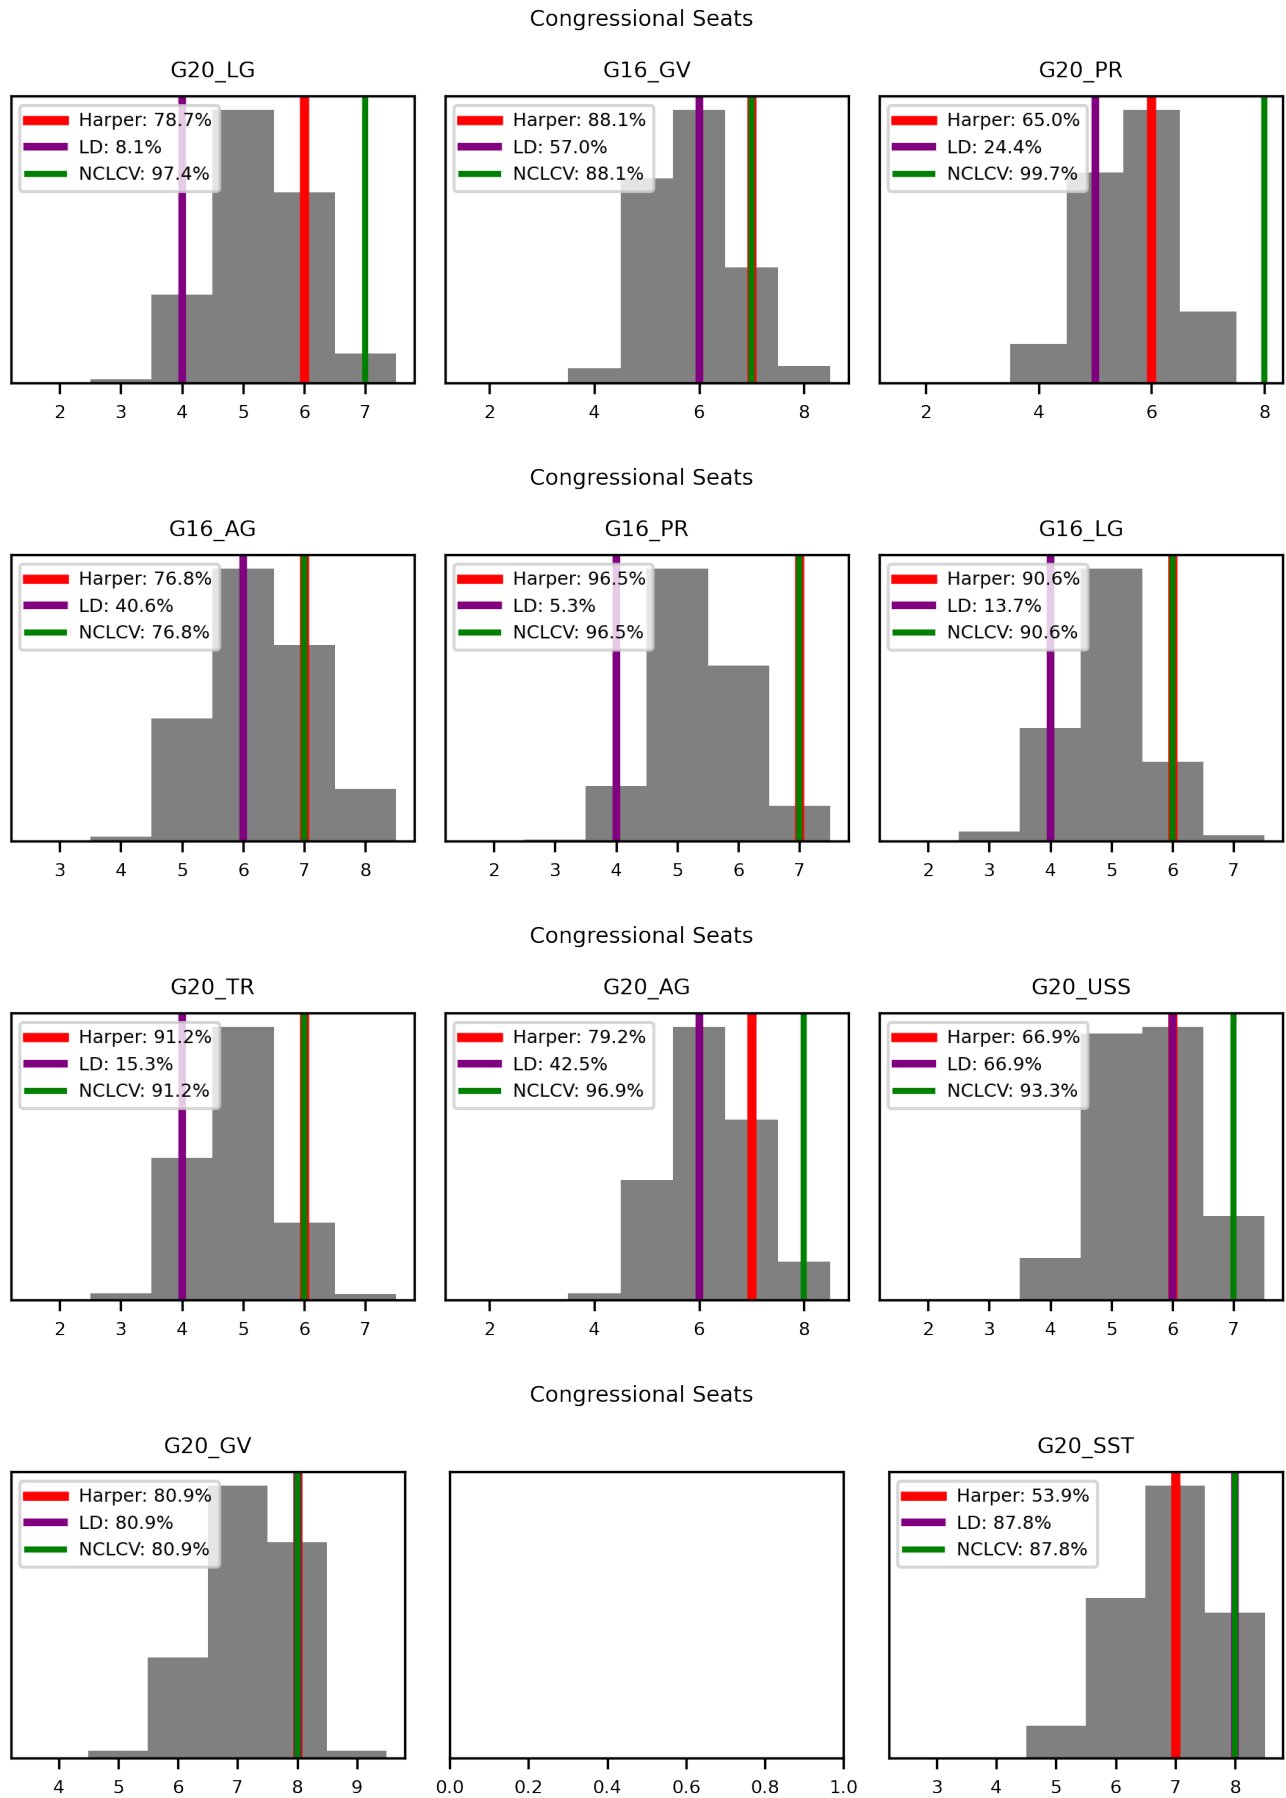 Congressional Seats
G20_LG
G16_GV
G20_PR
Harper: 78.7%
LD: 8.1%
NCLCV: 97.4%
Harper: 88.1%
LD: 57.0%
NCLCV: 88.1%
Harper: 65.0%
LD: 24.4%
NCLCV: 99.7%
2 3 4 5 6 7
2 4 6 8
2 4 6 8
Congressional Seats
G16_AG
G16_PR
G16_LG
Harper: 76.8%
LD: 40.6%
NCLCV: 76.8%
Harper: 96.5%
LD: 5.3%
NCLCV: 96.5%
Harper: 90.6%
LD: 13.7%
NCLCV: 90.6%
3 4 5 6 7 8
2 3 4 5 6 7
2 3 4 5 6 7
Congressional Seats
G20_TR
G20_AG
G20_USS
Harper: 91.2%
LD: 15.3%
NCLCV: 91.2%
Harper: 79.2%
LD: 42.5%
NCLCV: 96.9%
Harper: 66.9%
LD: 66.9%
NCLCV: 93.3%
2 3 4 5 6 7
2 4 6 8
2 3 4 5 6 7
Congressional Seats
G20_GV
G20_SST
Harper: 80.9%
LD: 80.9%
NCLCV: 80.9%
Harper: 53.9%
LD: 87.8%
NCLCV: 87.8%
4 5 6 7 8 9
0.0 0.2 0.4 0.6 0.8 1.0
3 4 5 6 7 8